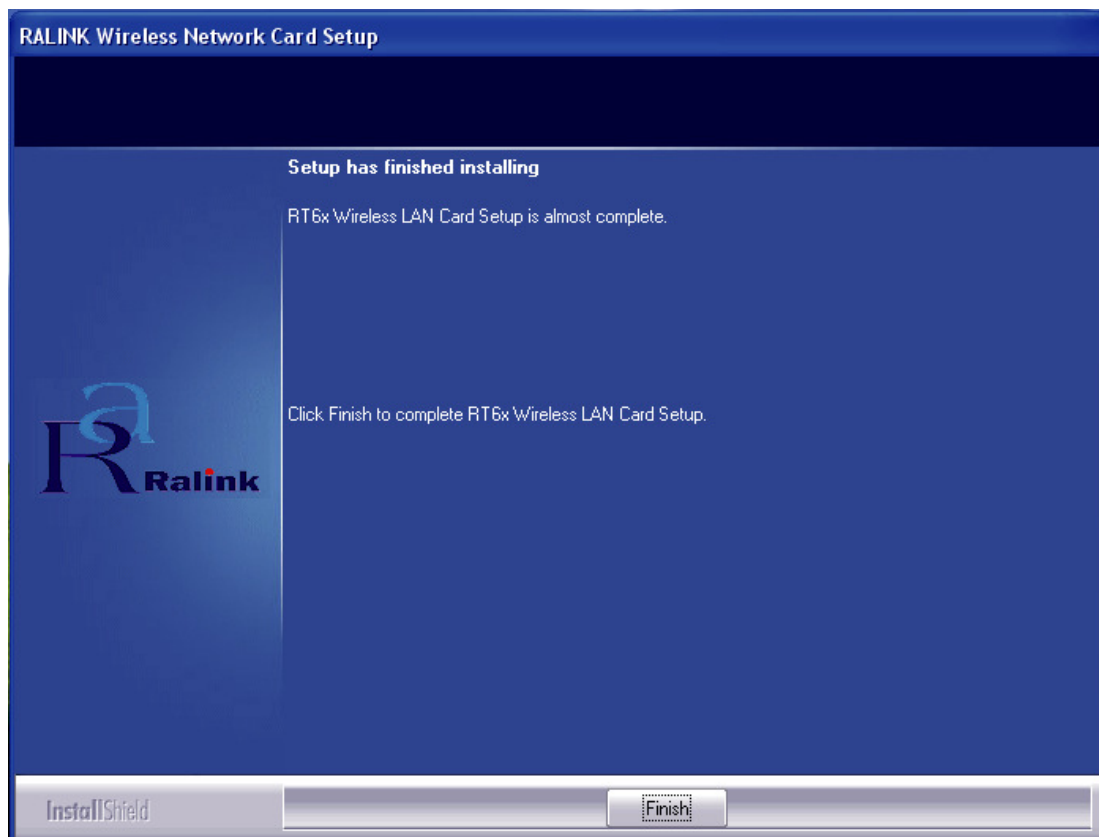 RALINK Wireless Network Card Setup
Setup has finished installing
RT6x Wireless LAN Card Setup is almost complete.
Click Finish to complete RT6x Wireless LAN Card Setup.
Ra
Ralink
InstallShield
Finish